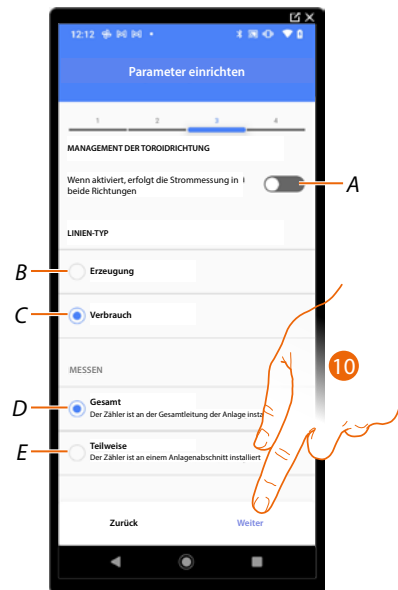 12:12
Parameter einrichten
1 2 3 4
MANAGEMENT DER TOROIDRICHTUNG
Wenn aktiviert, erfolgt die Strommessung in
beide Richtungen
A
LINIEN-TYP
B
Erzeugung
C
Verbrauch
10
MESSEN
D
Gesamt
Der Zähler ist an der Gesamtleitung der Anlage insta
E
Teilweise
Der Zähler ist an einem Anlagenabschnitt installiert
Zurück Weiter